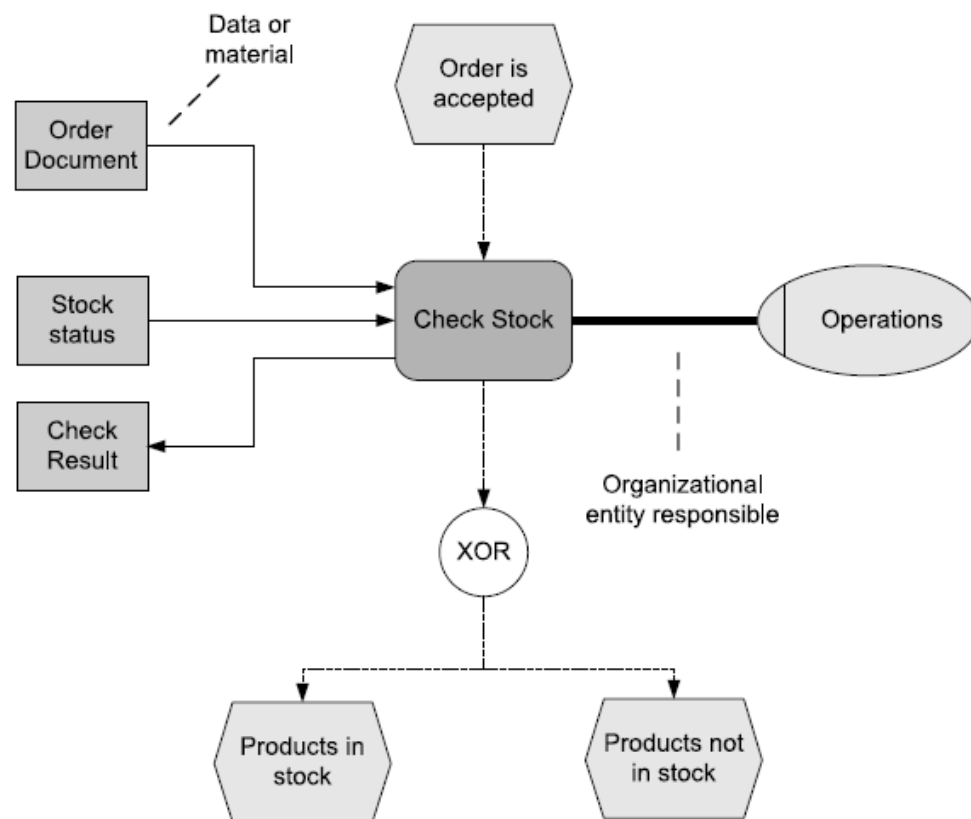 Data or
material
Order is
accepted
Order
Document
Stock
status
Check Stock
Operations
Check
Result
Organizational
entity responsible
XOR
Products in
stock
Products not
in stock